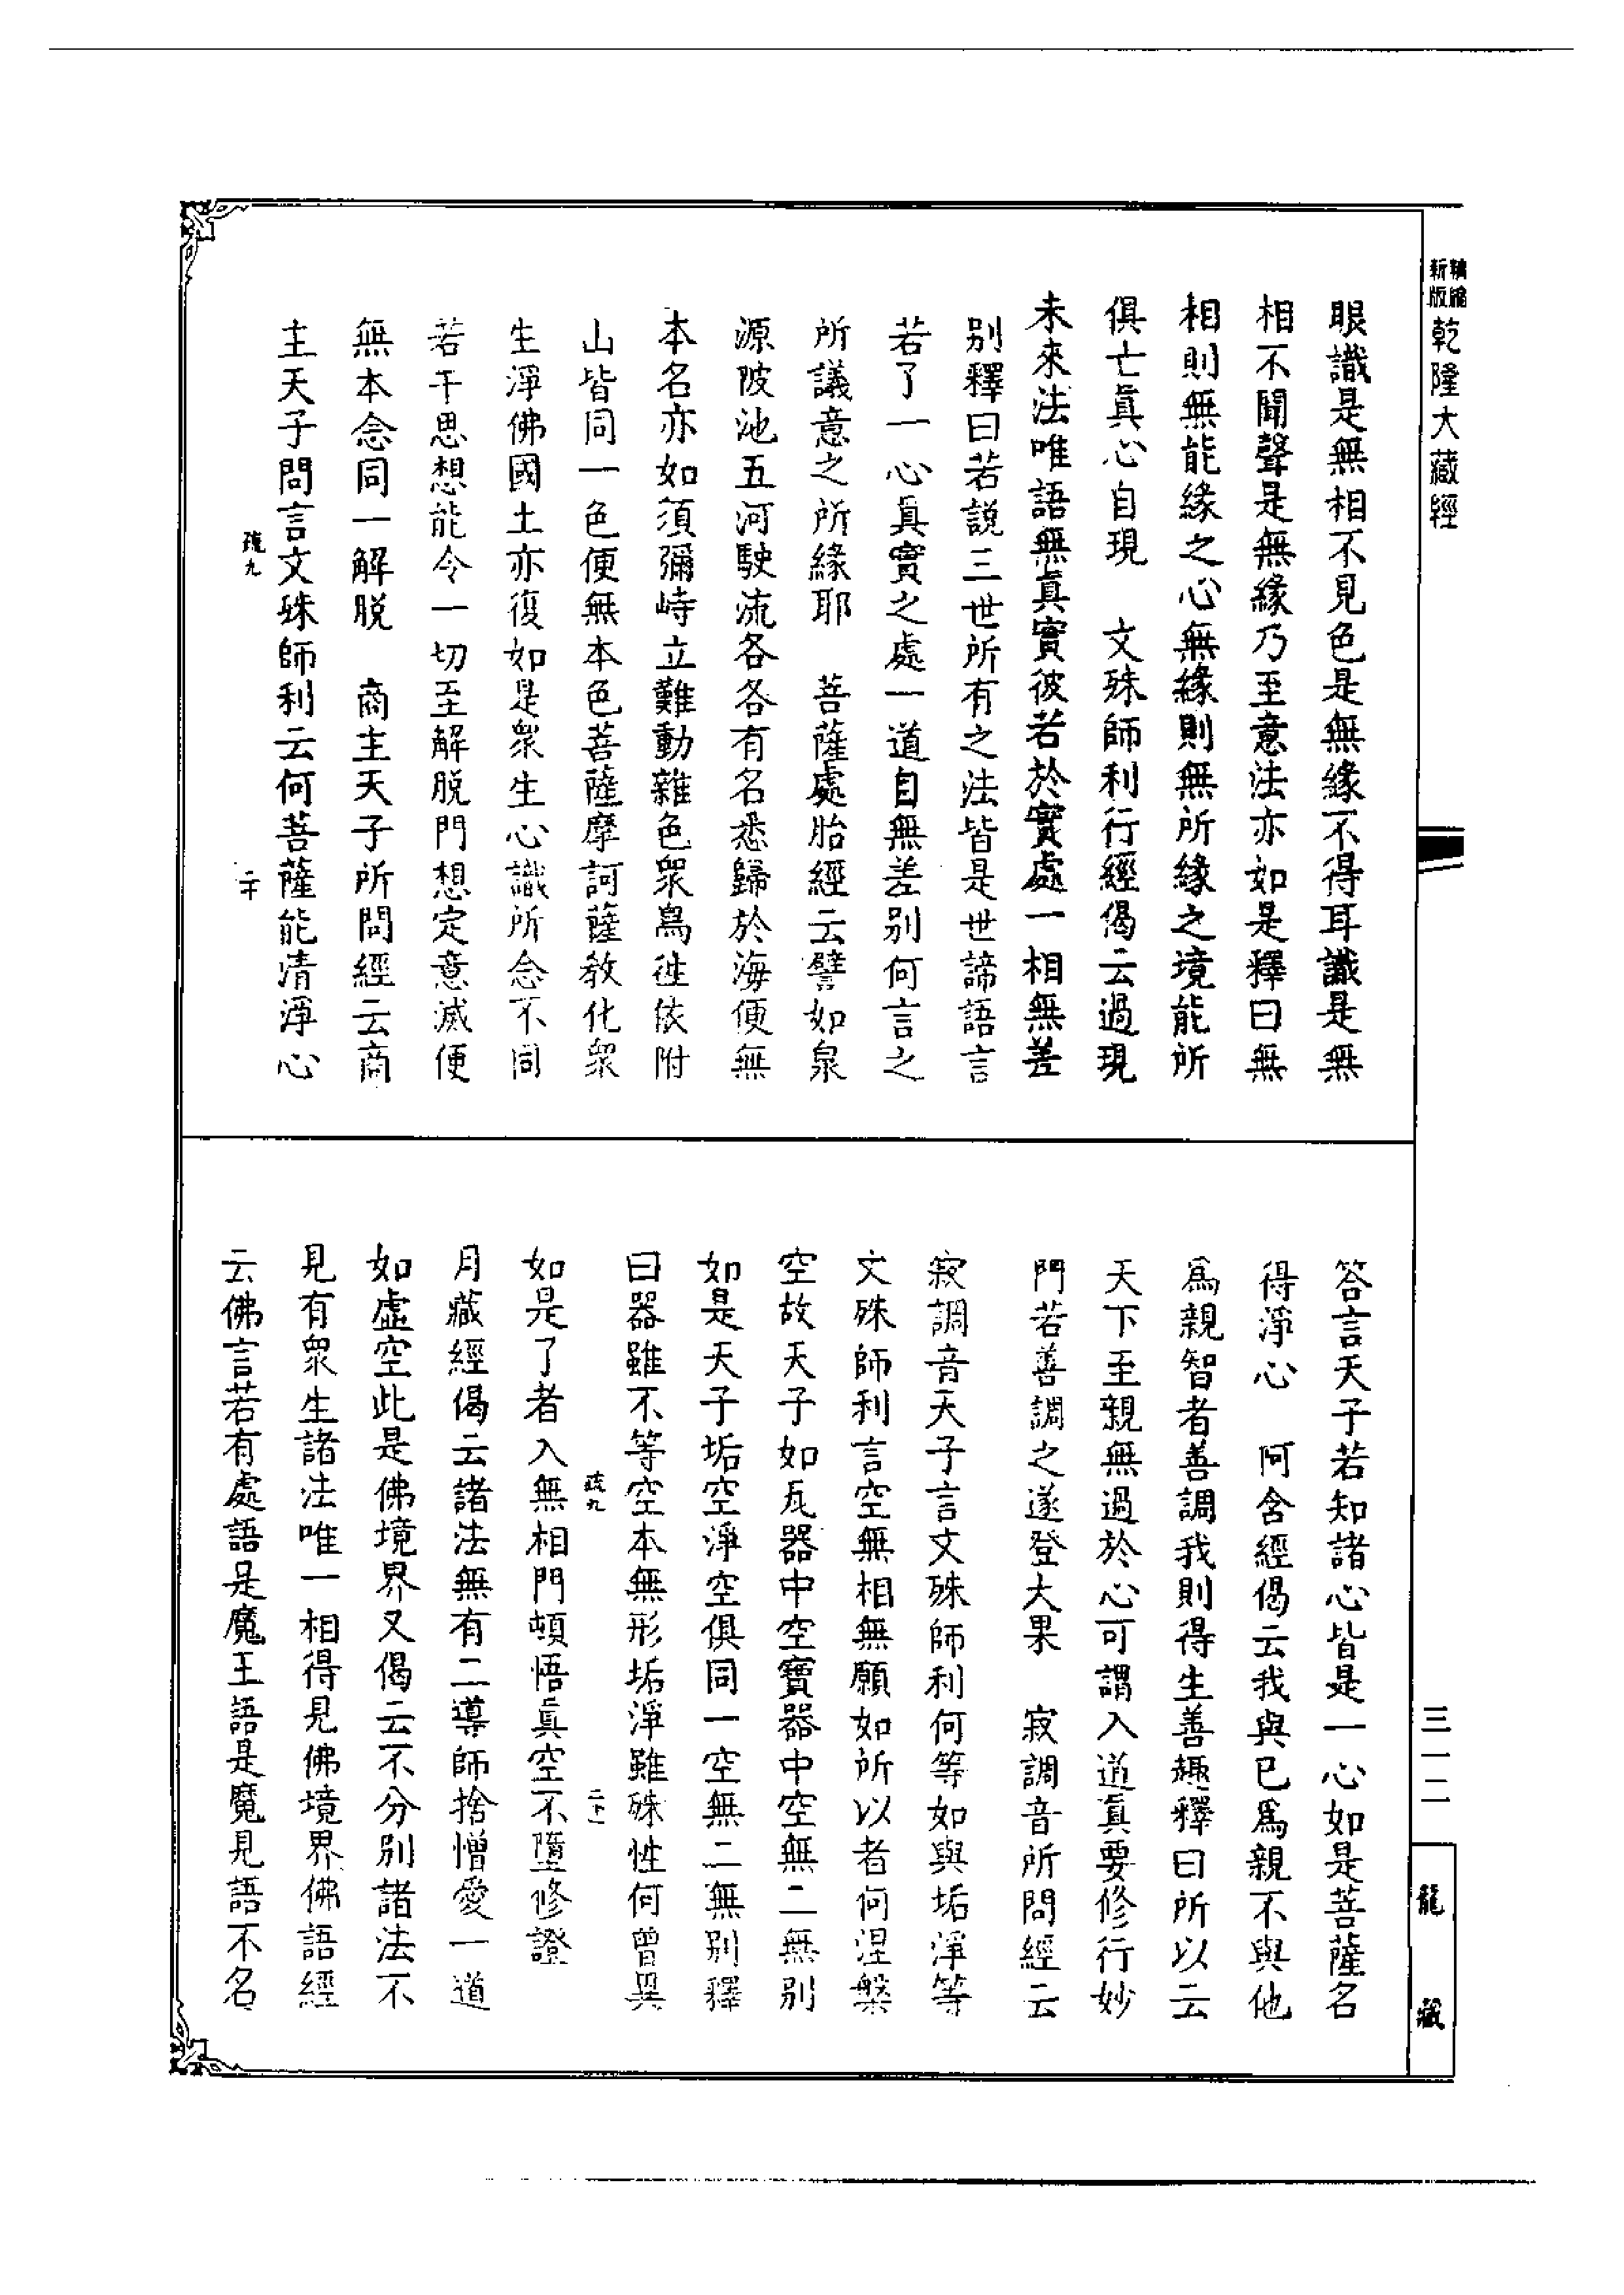 新編縮版
乾隆大藏經
眼識是無相不見色是無緣不得耳識是無
相不聞聲是無緣乃至意法亦如是釋曰無
相則無能緣之心無緣則無所緣之境能所
俱亡真心自現　文殊師利行經偈云過現
未來法唯語無真實彼若於實處一相無差
別釋曰若說三世所有之法皆是世諦語言
若了一心真實之處一道自無差別何言之
所議意之所緣耶　菩薩處胎經云譬如泉
源陂池五河駛流各各有名悉歸於海便無
本名亦如須彌峙立難動雜色眾鳥往依附
山皆同一色便無本色菩薩摩訶薩教化眾
生淨佛國土亦復如是眾生心識所念不同
若干思想能令一切至解脫門想定意滅便
無本念同一解脫　商主天子所問經云商
主天子問言文殊師利云何菩薩能清淨心
疏九
二十
答言天子若知諸心皆是一心如是菩薩名
得淨心　阿含經偈云我與已為親不與他
為親智者善調我則得生善趣釋曰所以云
天下至親無過於心可謂入道真要修行妙
門若善調之遂登大果　寂調音所問經云
寂調音天子言文殊師利何等如與垢淨等
文殊師利言空無相無願如所以者何涅槃
空故天子如瓦器中空寶器中空無二無別
如是天子垢空淨空俱同一空無二無別釋
曰器雖不等空本無形垢淨雖殊性何曾異
疏九
如是了者入無相門頓悟真空不墮修證
月藏經偈云諸法無有二導師捨憎愛一道
如虛空此是佛境界又偈云不分別諸法不
見有眾生諸法唯一相得見佛境界佛語經
云佛言若有處語是魔王語是魔見語不名
三一二
龍藏